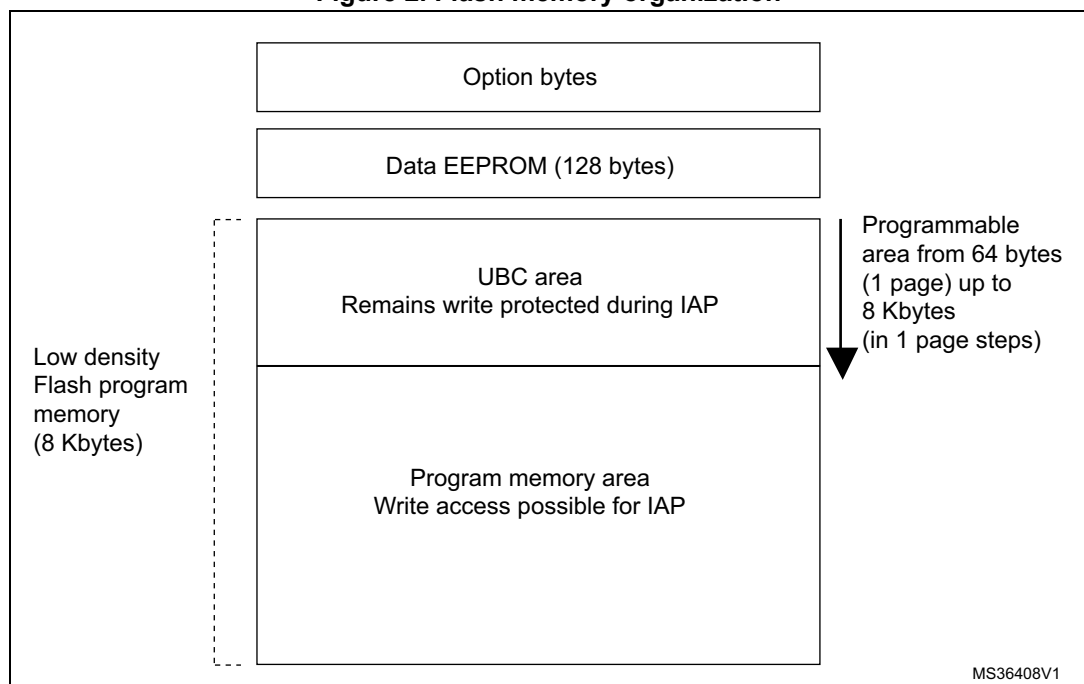 Figure 2. Flash memory organization
Option bytes
Data EEPROM (128 bytes)
UBC area
Remains write protected during IAP
Programmable
area from 64 bytes
(1 page) up to
8 Kbytes
(in 1 page steps)
Low density
Flash program
memory
(8 Kbytes)
Program memory area
Write access possible for IAP
MS36408V1